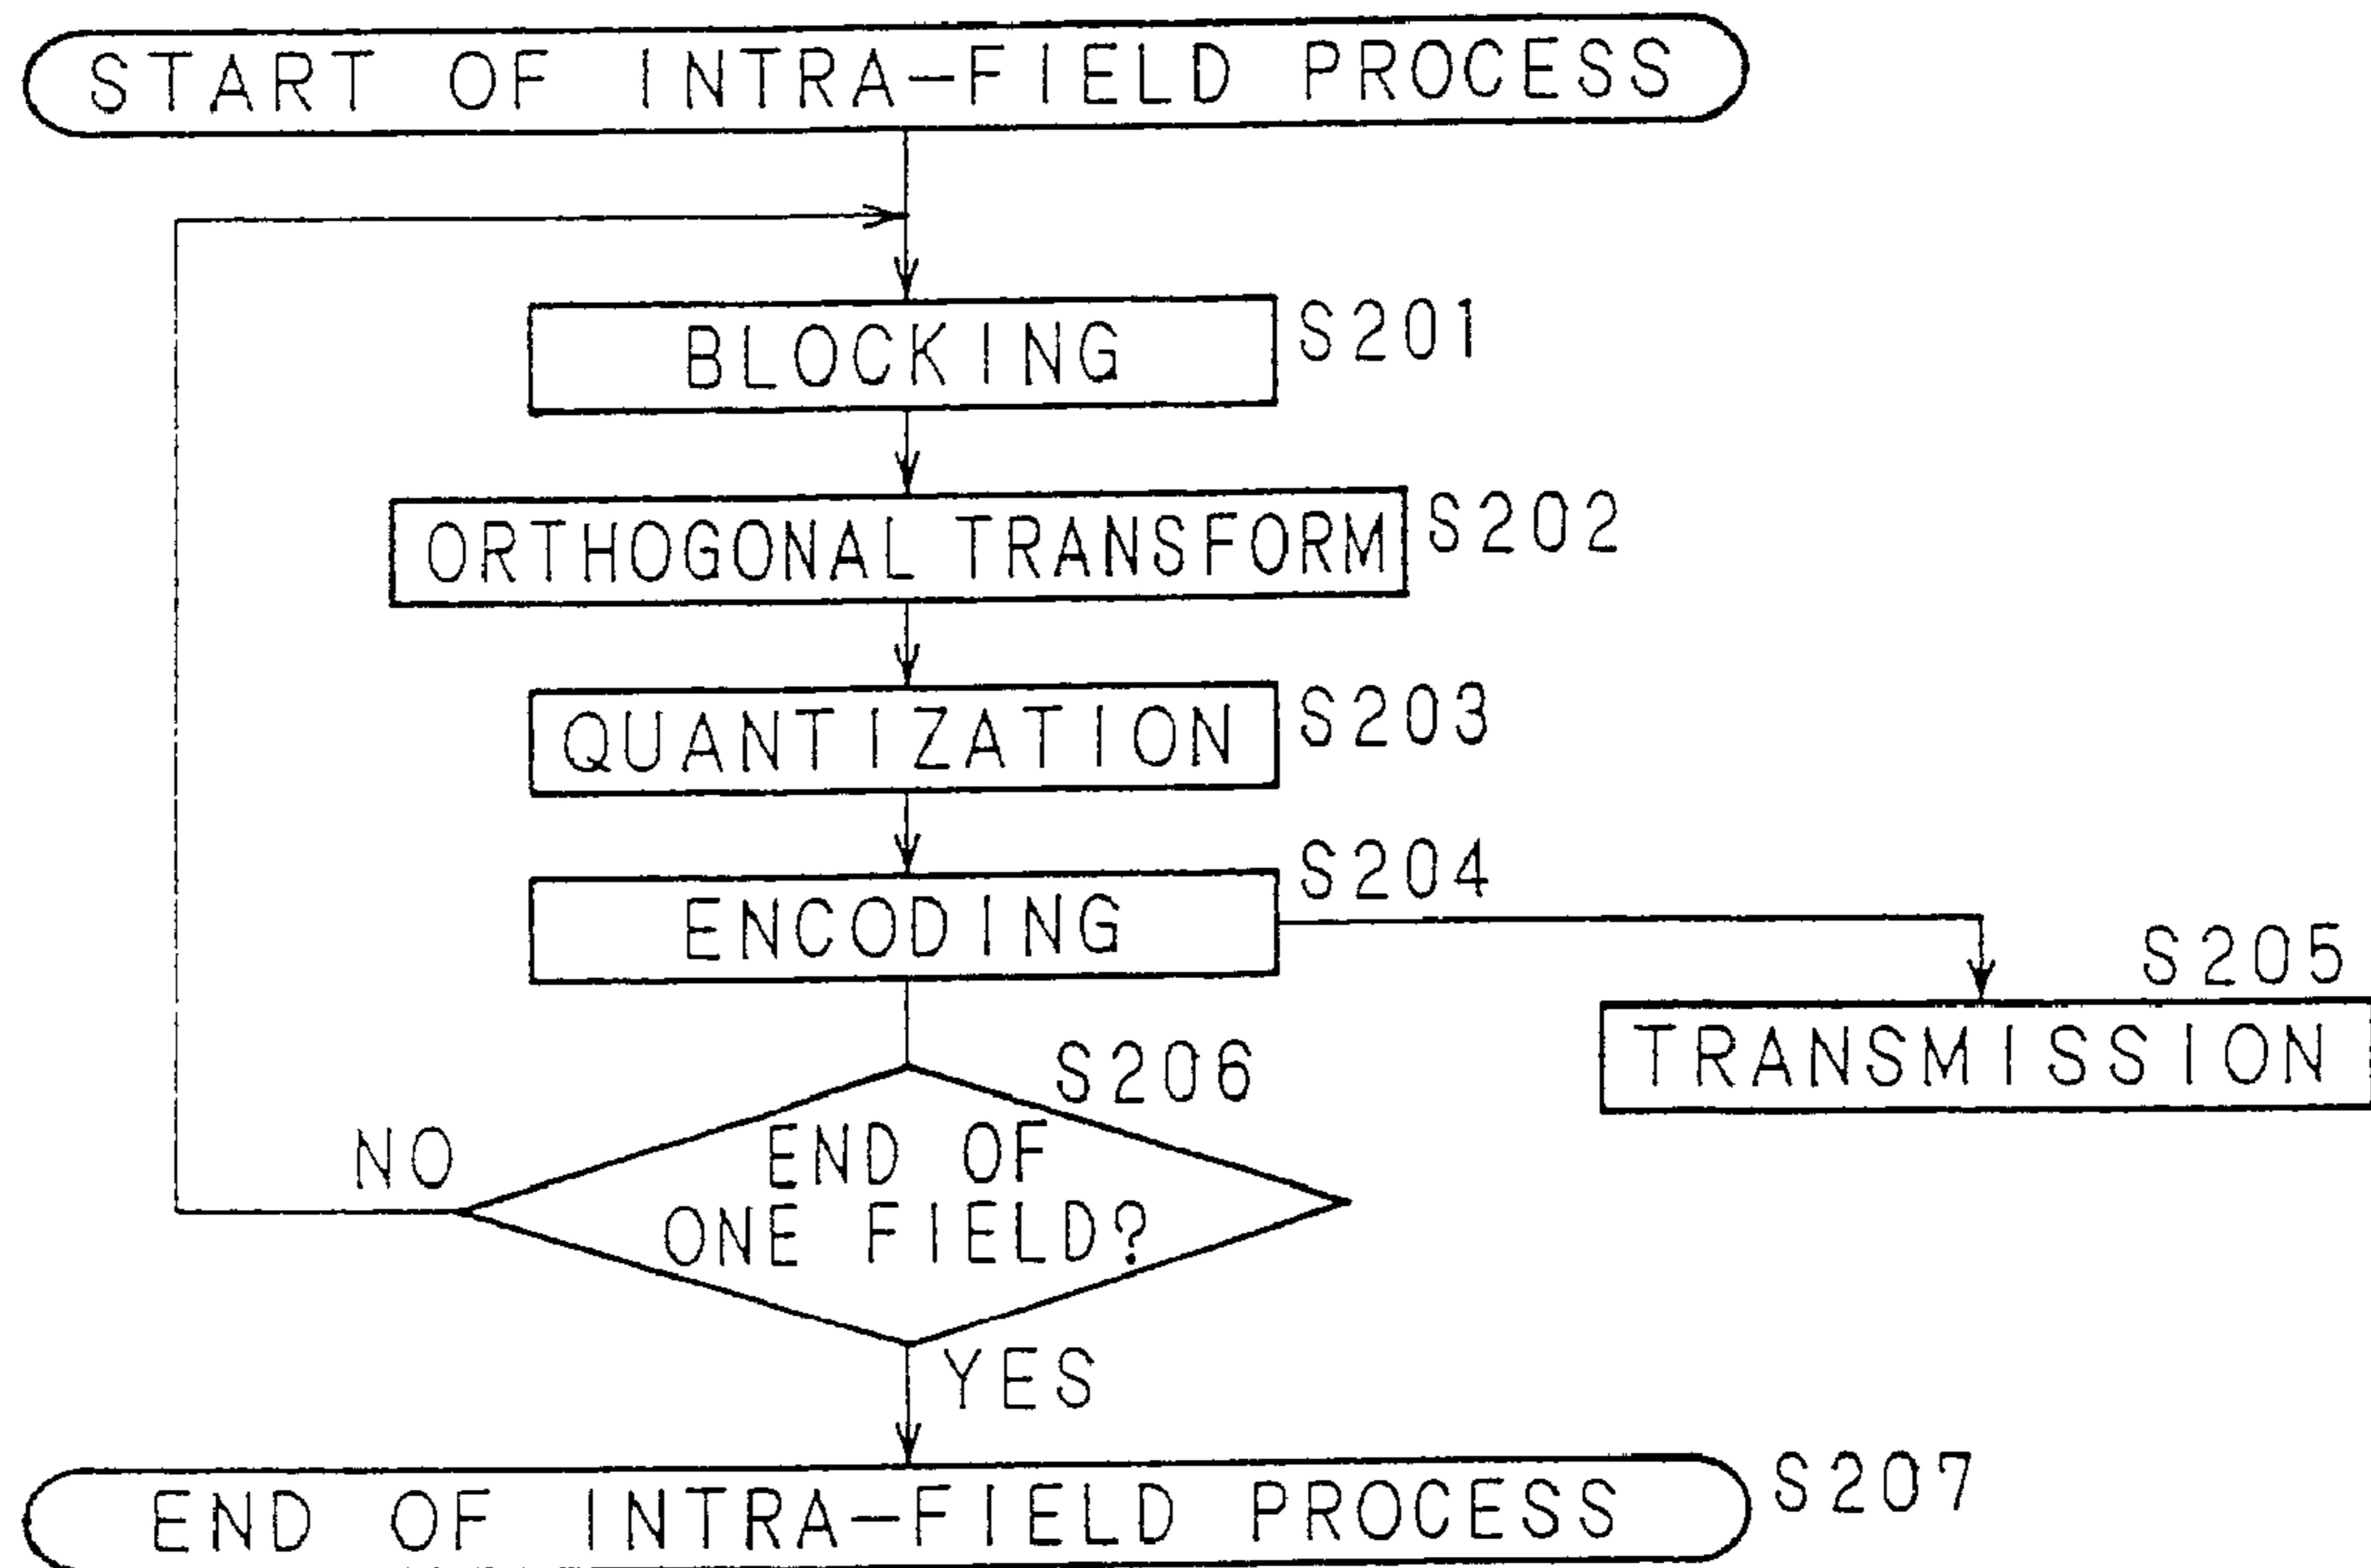 START OF INTRA-FIELD PROCESS
BLOCKING
S201
ORTHOGONAL TRANSFORM
S202
QUANTIZATION
S203
ENCODING
S204
S205
TRANSMISSION
S206
NO
END OF
ONE FIELD?
YES
END OF INTRA-FIELD PROCESS
S207